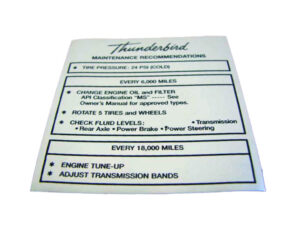 Thunderbird
MAINTENANCE RECOMMENDATIONS
• TIRE PRESSURE: 24 PSI (COLD)
EVERY 6,000 MILES
• CHANGE ENGINE OIL and FILTER
API Classification "MS" ----- See
Owner's Manual for approved types.
• ROTATE 5 TIRES and WHEELS
• CHECK FLUID LEVELS: • Transmission
• Rear Axle • Power Brake • Power Steering
EVERY 18,000 MILES
• ENGINE TUNE-UP
• ADJUST TRANSMISSION BANDS